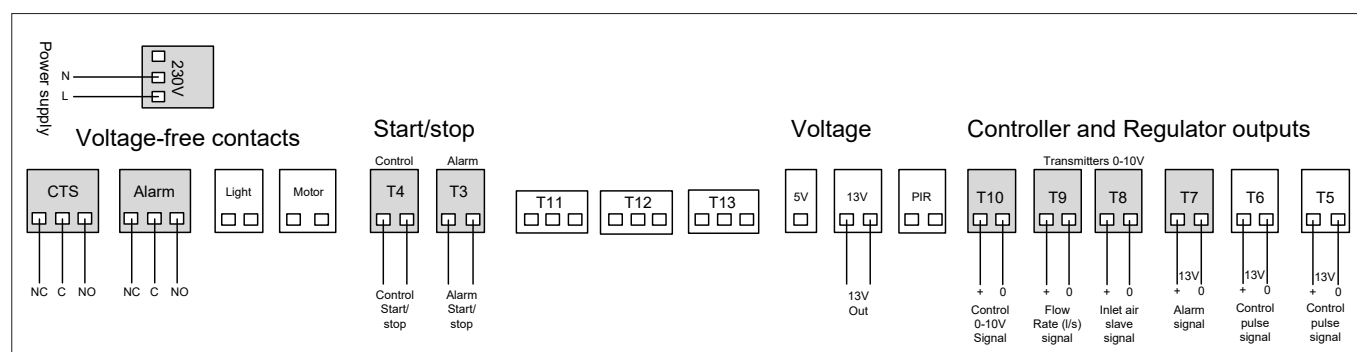 Power supply
N
L
230V
Voltage-free contacts
Start/stop
Voltage
Controller and Regulator outputs
Control
Alarm
Transmitters 0-10V
CTS
Alarm
Light
Motor
T4
T3
T11
T12
T13
5V
13V
PIR
T10
T9
T8
T7
T6
T5
NC C NO
NC C NO
Control
Start/
stop
Alarm
Start/
stop
13V
Out
+ 0
Control
0-10V
Signal
+ 0
Flow
Rate (l/s)
signal
+ 0
Inlet air
slave
signal
13V
+ 0
Alarm
signal
13V
+ 0
Control
pulse
signal
13V
+ 0
Control
pulse
signal